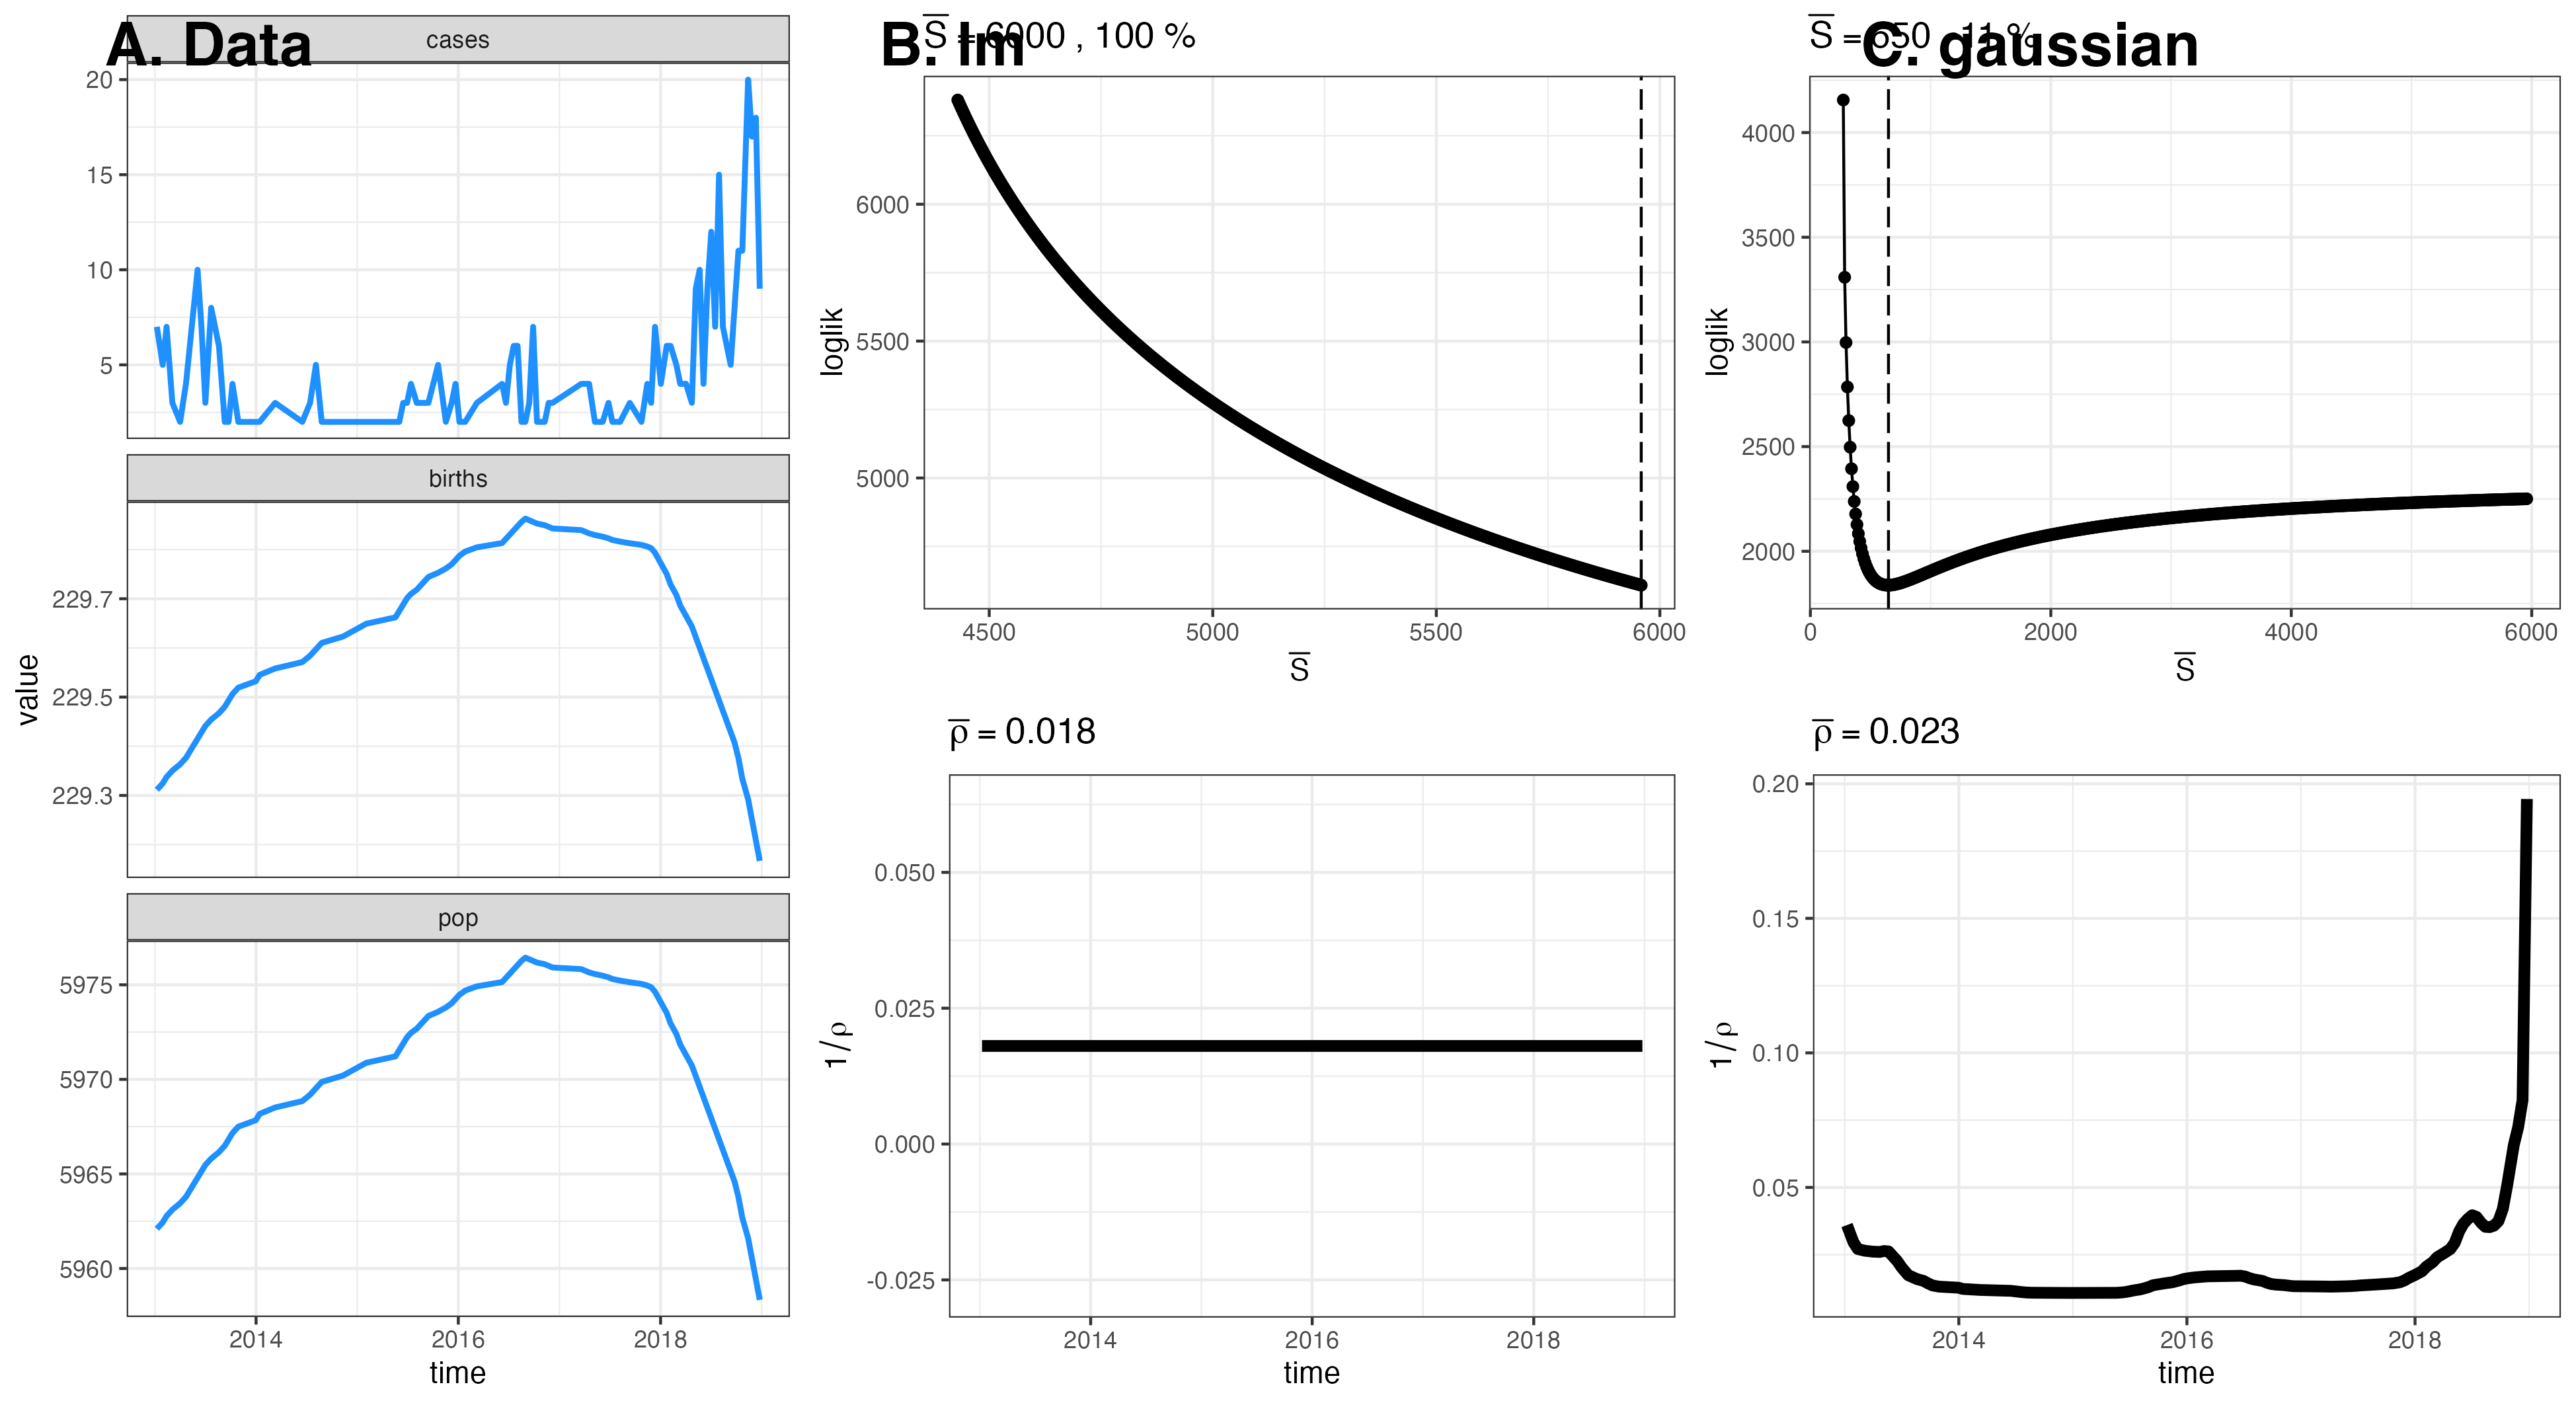 A. Data
cases
20
15
10
5
births
229.7
229.5
229.3
value
pop
5975
5970
5965
5960
2014 2016 2018
time
B. lm
S̅ = 6000 , 100 %
6000
5500
5000
loglik
4500 5000 5500 6000
S̅
ρ̅ = 0.018
0.050
0.025
0.000
-0.025
1/ρ
2014 2016 2018
time
C. gaussian
S̅ = 650 , 11 %
4000
3500
3000
2500
2000
loglik
0 2000 4000 6000
S̅
ρ̅ = 0.023
0.20
0.15
0.10
0.05
1/ρ
2014 2016 2018
time